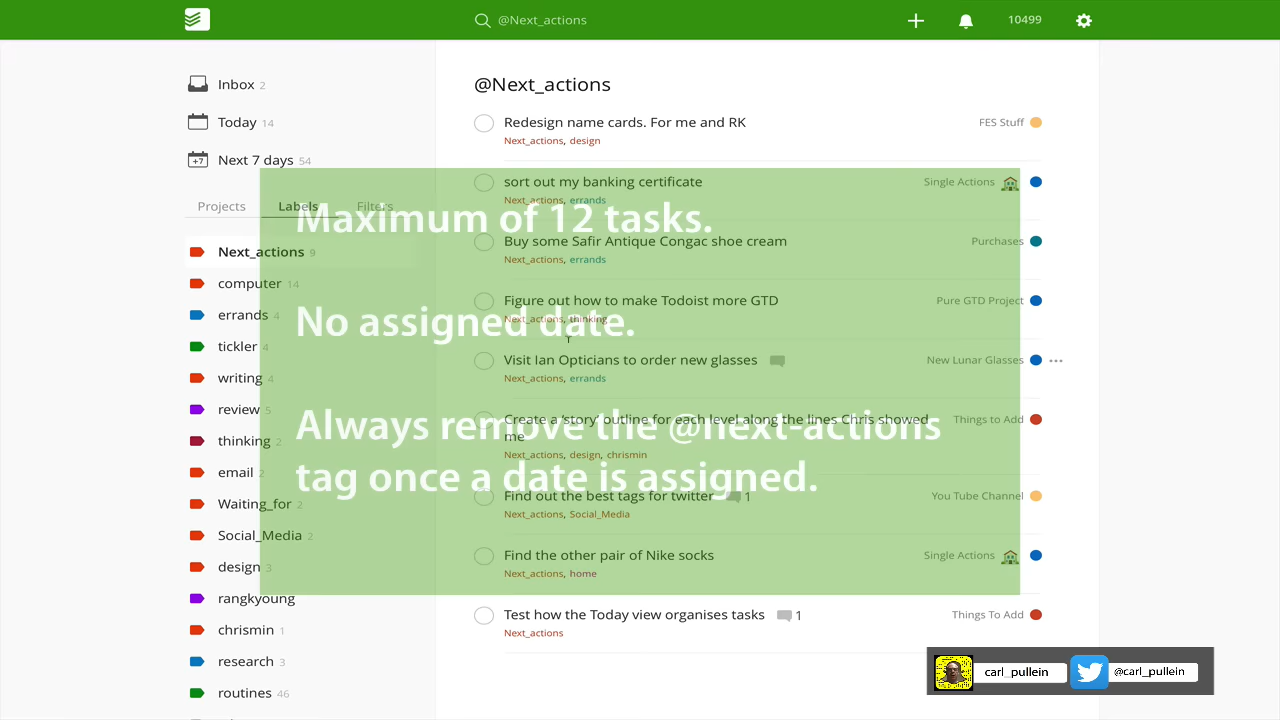 @Next_actions
10499
Inbox 2
Today 14
+7 Next 7 days 54
Projects Labels Filters
Next_actions 9
computer 14
errands 4
tickler 4
writing 4
review 5
thinking 2
email 2
Waiting_for 2
Social_Media 2
design 3
rangkyoung
chrismin 1
research 3
routines 46
@Next_actions
Redesign name cards. For me and RK FES Stuff
Next_actions, design
sort out my banking certificate Single Actions
Next_actions, errands
Buy some Safir Antique Congac shoe cream Purchases
Next_actions, errands
Figure out how to make Todoist more GTD Pure GTD Project
Next_actions, thinking
Visit Ian Opticians to order new glasses New Lunar Glasses
Next_actions, errands
Create a 'story' outline for each level along the lines Chris showed Things to Add
me
Next_actions, design, chrismin
Find out the best tags for twitter 1 You Tube Channel
Next_actions, Social_Media
Find the other pair of Nike socks Single Actions
Next_actions, home
Test how the Today view organises tasks 1 Things To Add
Next_actions
Maximum of 12 tasks.
No assigned date.
Always remove the @next-actions
tag once a date is assigned.
carl_pullein @carl_pullein